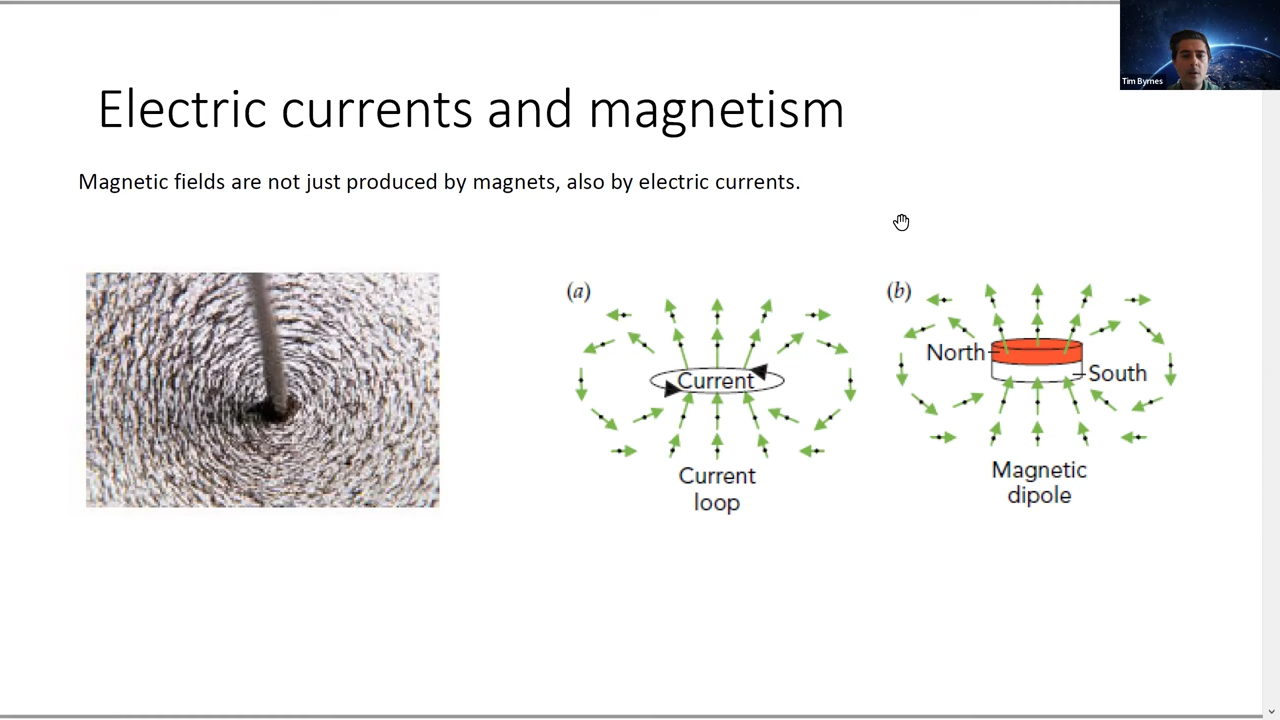 Tim Byrnes
Electric currents and magnetism
Magnetic fields are not just produced by magnets, also by electric currents.
(a)
Current
Current
loop
(b)
North
South
Magnetic
dipole